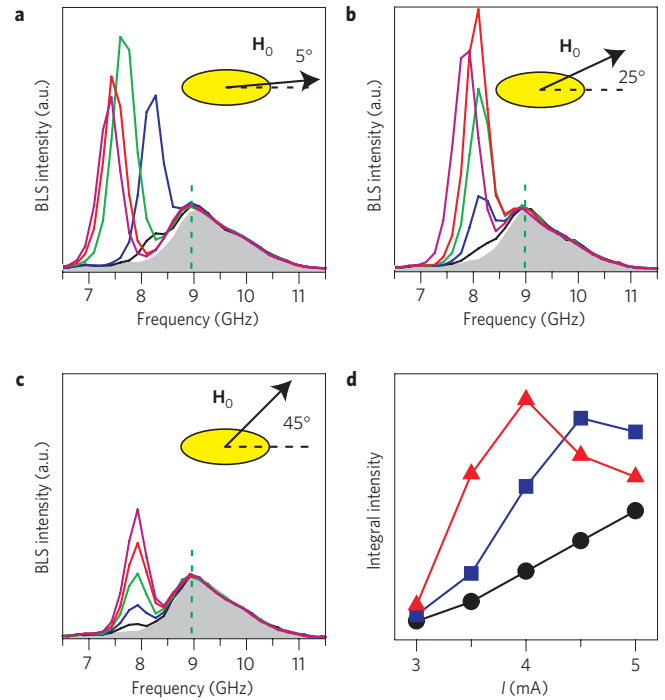 a
H0
5°
BLS intensity (a.u.)
7 8 9 10 11
Frequency (GHz)
b
H0
25°
BLS intensity (a.u.)
7 8 9 10 11
Frequency (GHz)
c
H0
45°
BLS intensity (a.u.)
7 8 9 10 11
Frequency (GHz)
d
Integral intensity
3 4 5
I (mA)